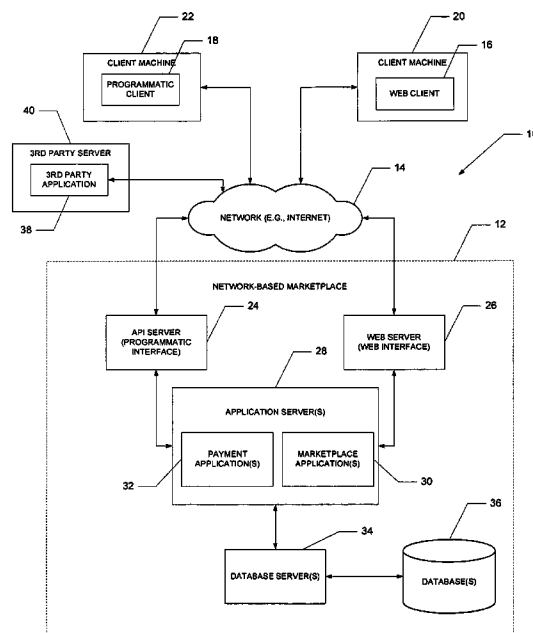 22
18
CLIENT MACHINE
PROGRAMMATIC
CLIENT
20
16
CLIENT MACHINE
WEB CLIENT
40
3RD PARTY SERVER
3RD PARTY
APPLICATION
38
14
NETWORK (E.G., INTERNET)
12
NETWORK-BASED MARKETPLACE
24
API SERVER
(PROGRAMMATIC
INTERFACE)
26
WEB SERVER
(WEB INTERFACE)
28
APPLICATION SERVER(S)
PAYMENT
APPLICATION(S)
MARKETPLACE
APPLICATION(S)
32
30
34
36
DATABASE SERVER(S)
DATABASE(S)